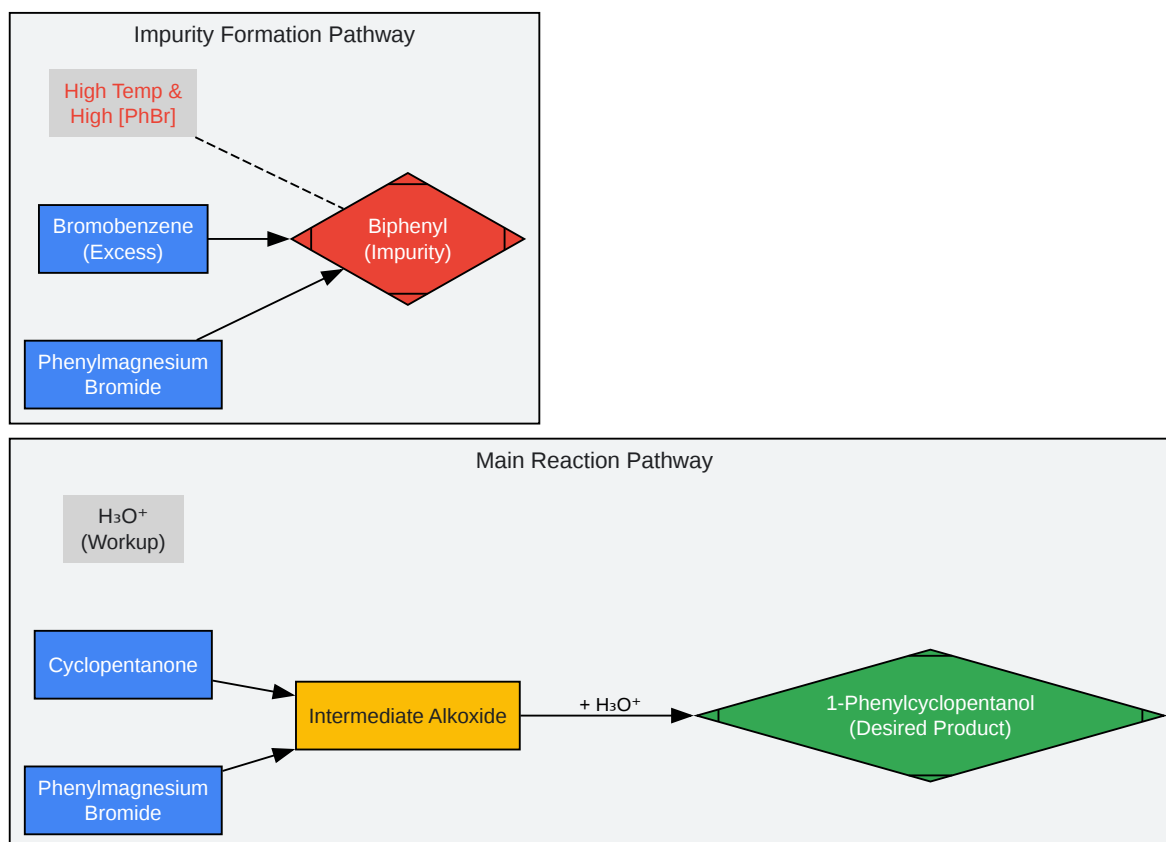 Impurity Formation Pathway
High Temp &
High [PhBr]
Bromobenzene
(Excess)
Biphenyl
(Impurity)
Phenylmagnesium
Bromide
Main Reaction Pathway
H₃O⁺
(Workup)
Cyclopentanone
Intermediate Alkoxide
+ H₃O⁺
1-Phenylcyclopentanol
(Desired Product)
Phenylmagnesium
Bromide